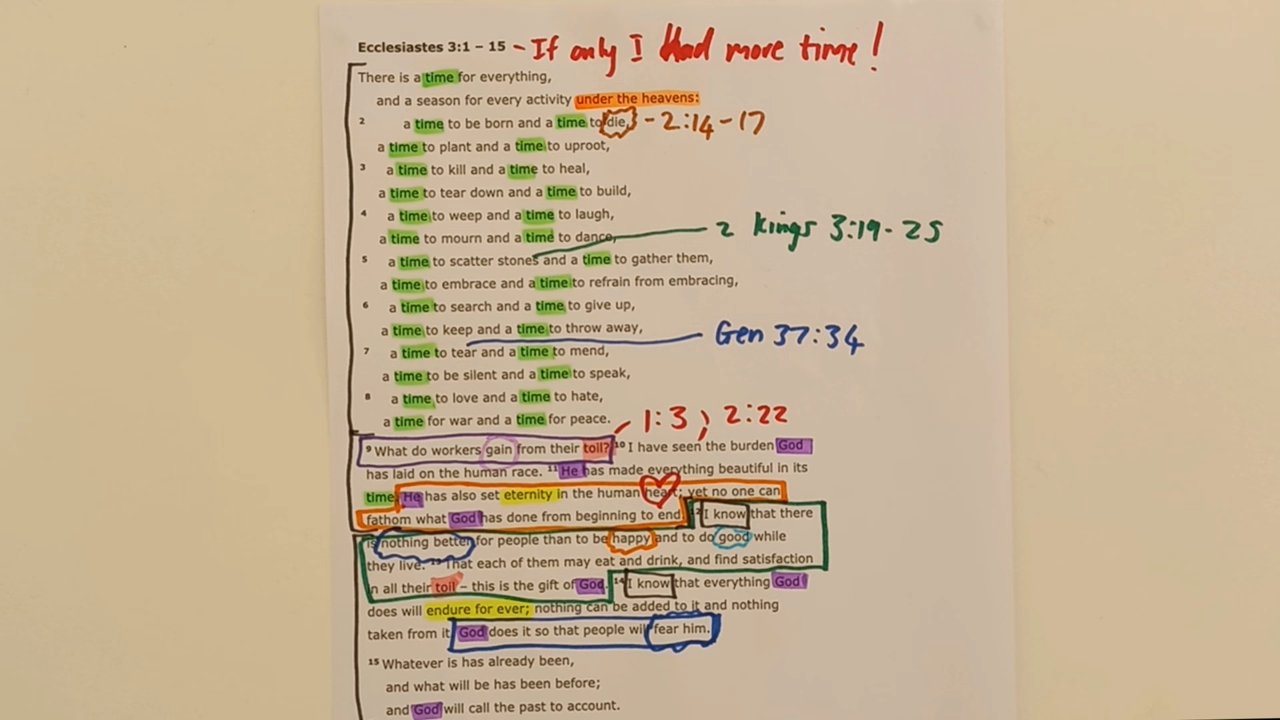 Ecclesiastes 3:1 – 15 - If only I had more time!
There is a time for everything,
and a season for every activity under the heavens:
2 a time to be born and a time to die, - 2:14-17
a time to plant and a time to uproot,
3 a time to kill and a time to heal,
a time to tear down and a time to build,
4 a time to weep and a time to laugh,
a time to mourn and a time to dance, 2 Kings 3:19-25
5 a time to scatter stones and a time to gather them,
a time to embrace and a time to refrain from embracing,
6 a time to search and a time to give up,
a time to keep and a time to throw away, Gen 37:34
7 a time to tear and a time to mend,
a time to be silent and a time to speak,
8 a time to love and a time to hate,
a time for war and a time for peace. 1:3; 2:22
9 What do workers gain from their toil? 10 I have seen the burden God
has laid on the human race. 11 He has made everything beautiful in its
time. He has also set eternity in the human heart; yet no one can
fathom what God has done from beginning to end. 12 I know that there
is nothing better for people than to be happy and to do good while
they live. 13 That each of them may eat and drink, and find satisfaction
in all their toil – this is the gift of God. 14 I know that everything God
does will endure for ever; nothing can be added to it and nothing
taken from it. God does it so that people will fear him.
15 Whatever is has already been,
and what will be has been before;
and God will call the past to account.